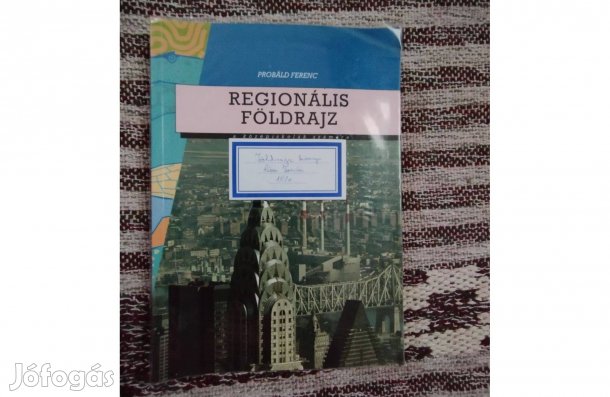 PROBÁLD FERENC
REGIONÁLIS
FÖLDRAJZ
a középiskolák számára
Jófogás